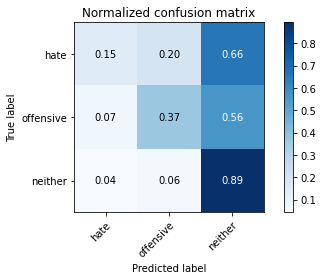 Normalized confusion matrix
True label
hate
0.15 0.20 0.66
offensive
0.07 0.37 0.56
neither
0.04 0.06 0.89
hate offensive neither
Predicted label
0.8
0.7
0.6
0.5
0.4
0.3
0.2
0.1